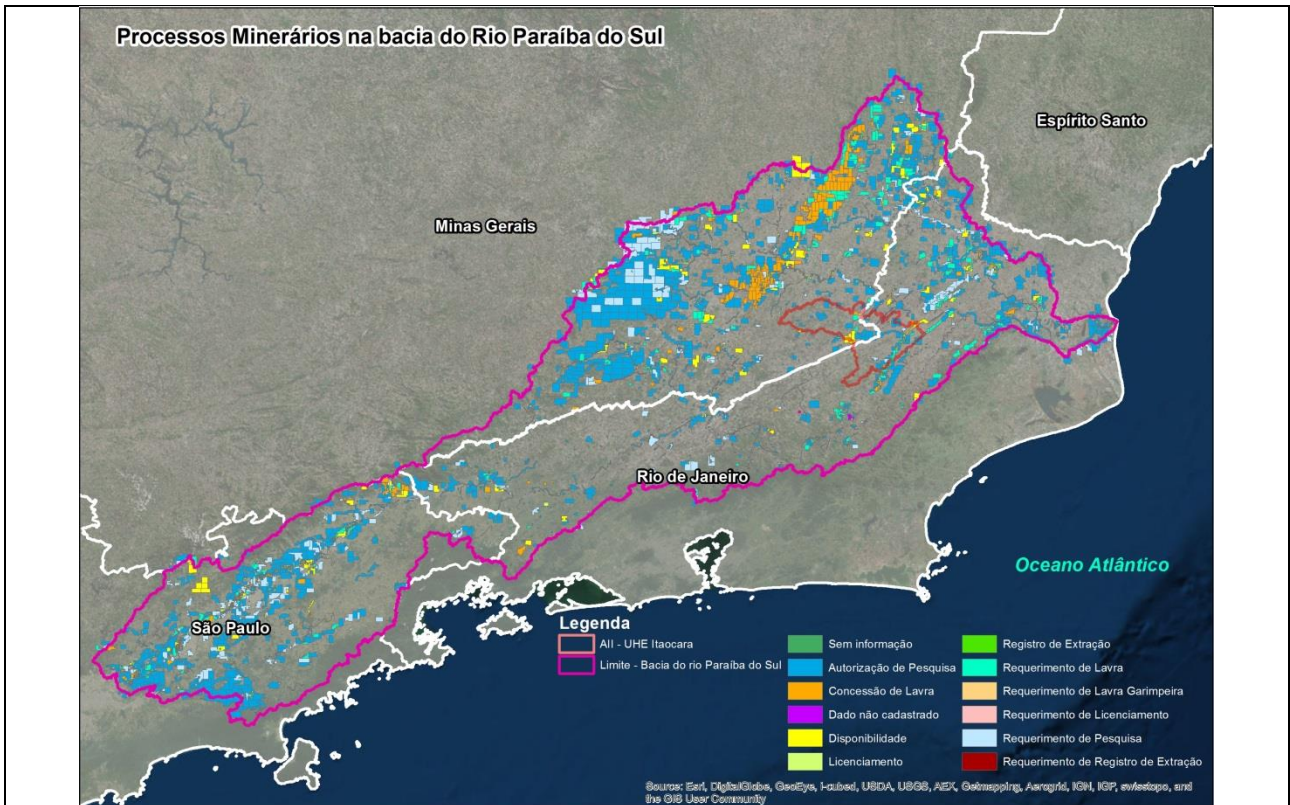 Processos Minerários na bacia do Rio Paraíba do Sul
Espírito Santo
Minas Gerais
Rio de Janeiro
Oceano Atlântico
São Paulo
Legenda
AII - UHE Itaocara
Limite - Bacia do rio Paraíba do Sul
Sem informação
Autorização de Pesquisa
Concessão de Lavra
Dado não cadastrado
Disponibilidade
Licenciamento
Registro de Extração
Requerimento de Lavra
Requerimento de Lavra Garimpeira
Requerimento de Licenciamento
Requerimento de Pesquisa
Requerimento de Registro de Extração
Source: Esri, DigitalGlobe, GeoEye, i-cubed, USDA, USGS, AEX, Getmapping, Aerogrid, IGN, IGP, swisstopo, and
the GIS User Community